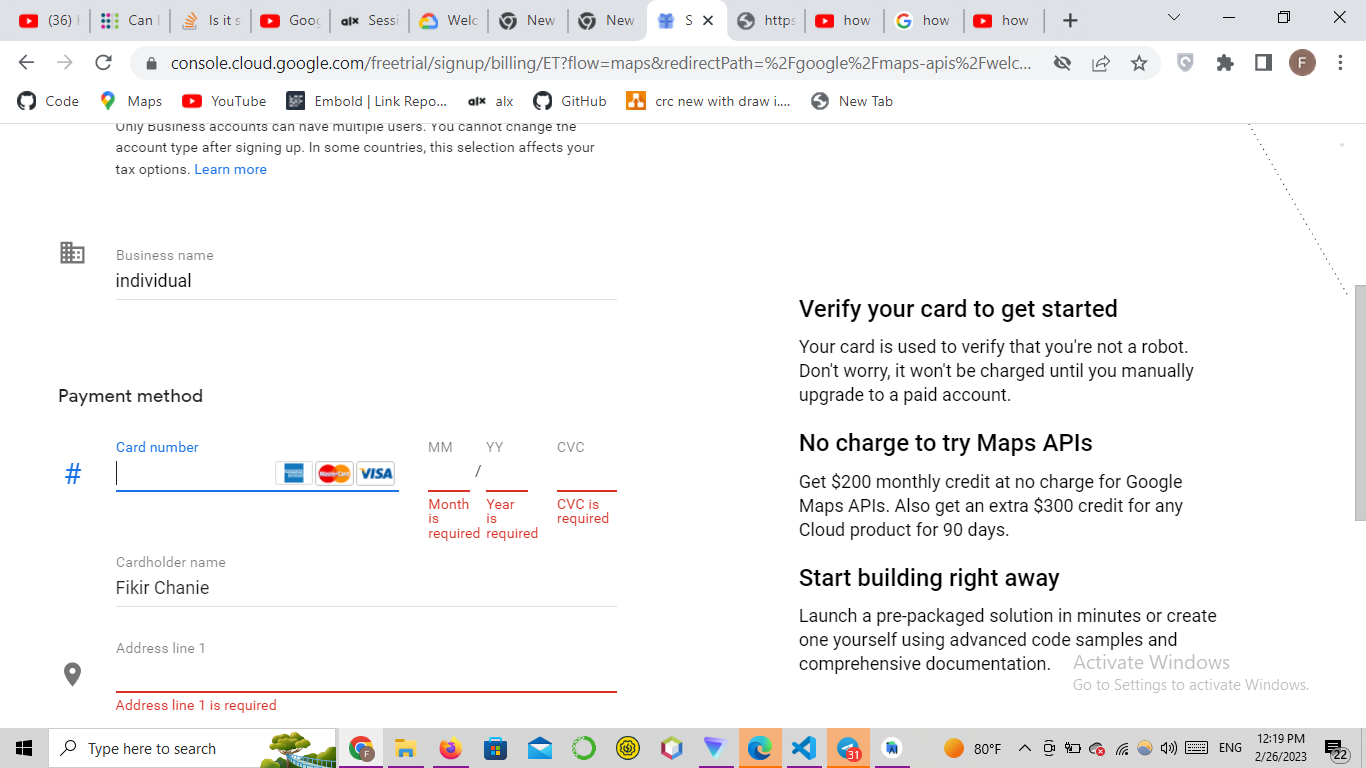 (36) H
Can I
Is it s
Goog
alx Sessi
Welc
New
New
S
https
how
how
how
console.cloud.google.com/freetrial/signup/billing/ET?flow=maps&redirectPath=%2Fgoogle%2Fmaps-apis%2Fwelc...
F
Code
Maps
YouTube
Embold | Link Repo...
alx alx
GitHub
crc new with draw i....
New Tab
Only Business accounts can have multiple users. You cannot change the
account type after signing up. In some countries, this selection affects your
tax options. Learn more
Business name
individual
Payment method
Card number
MM
YY
CVC
#
AMERICAN EXPRESS
MasterCard
VISA
/
Month
is
required
Year
is
required
CVC is
required
Cardholder name
Fikir Chanie
Address line 1
Address line 1 is required
Verify your card to get started
Your card is used to verify that you're not a robot.
Don't worry, it won't be charged until you manually
upgrade to a paid account.
No charge to try Maps APIs
Get $200 monthly credit at no charge for Google
Maps APIs. Also get an extra $300 credit for any
Cloud product for 90 days.
Start building right away
Launch a pre-packaged solution in minutes or create
one yourself using advanced code samples and
comprehensive documentation.
Activate Windows
Go to Settings to activate Windows.
Type here to search
F
31
80°F
ENG
12:19 PM
2/26/2023
22